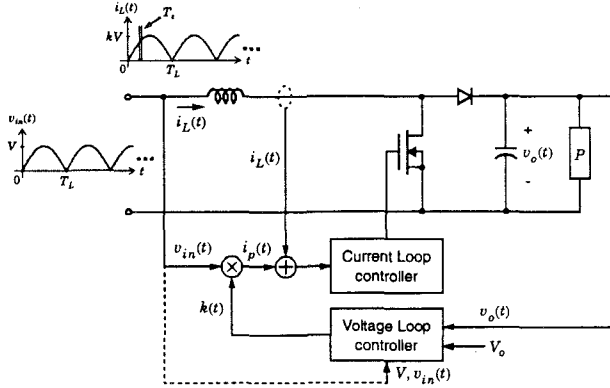 i_L(t)
T_s
kV
0
T_L
t
v_in(t)
V
0
T_L
t
i_L(t)
i_L(t)
+
v_o(t)
-
P
v_in(t)
i_p(t)
×
+
Current Loop
controller
k(t)
Voltage Loop
controller
v_o(t)
V_o
V, v_in(t)